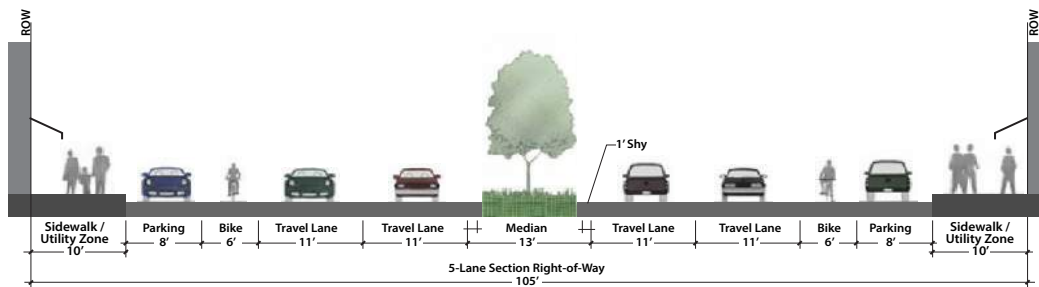 ROW
ROW
1' Shy
Sidewalk /
Utility Zone
10'
Parking
8'
Bike
6'
Travel Lane
11'
Travel Lane
11'
Median
13'
Travel Lane
11'
Travel Lane
11'
Bike
6'
Parking
8'
Sidewalk /
Utility Zone
10'
5-Lane Section Right-of-Way
105'